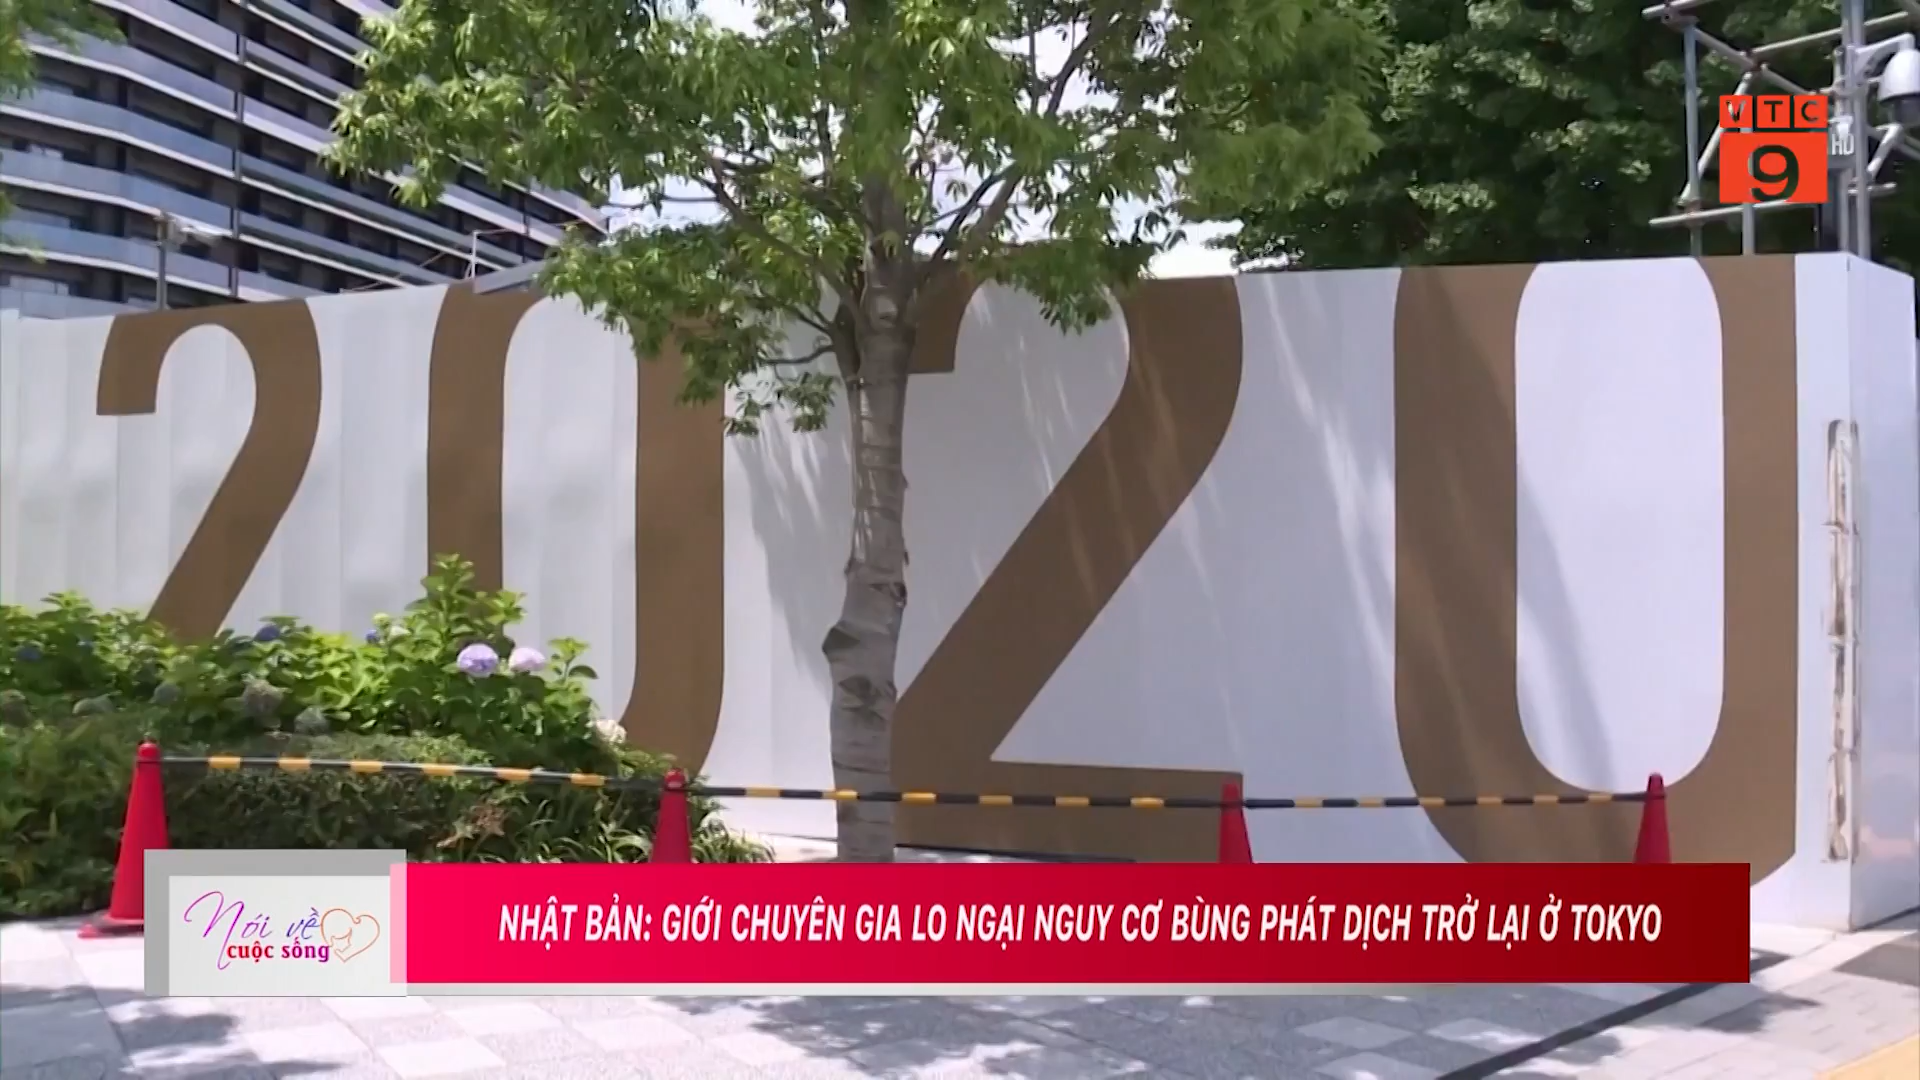 VTC
9
HD
2020
Nói về
cuộc sống
NHẬT BẢN: GIỚI CHUYÊN GIA LO NGẠI NGUY CƠ BÙNG PHÁT DỊCH TRỞ LẠI Ở TOKYO